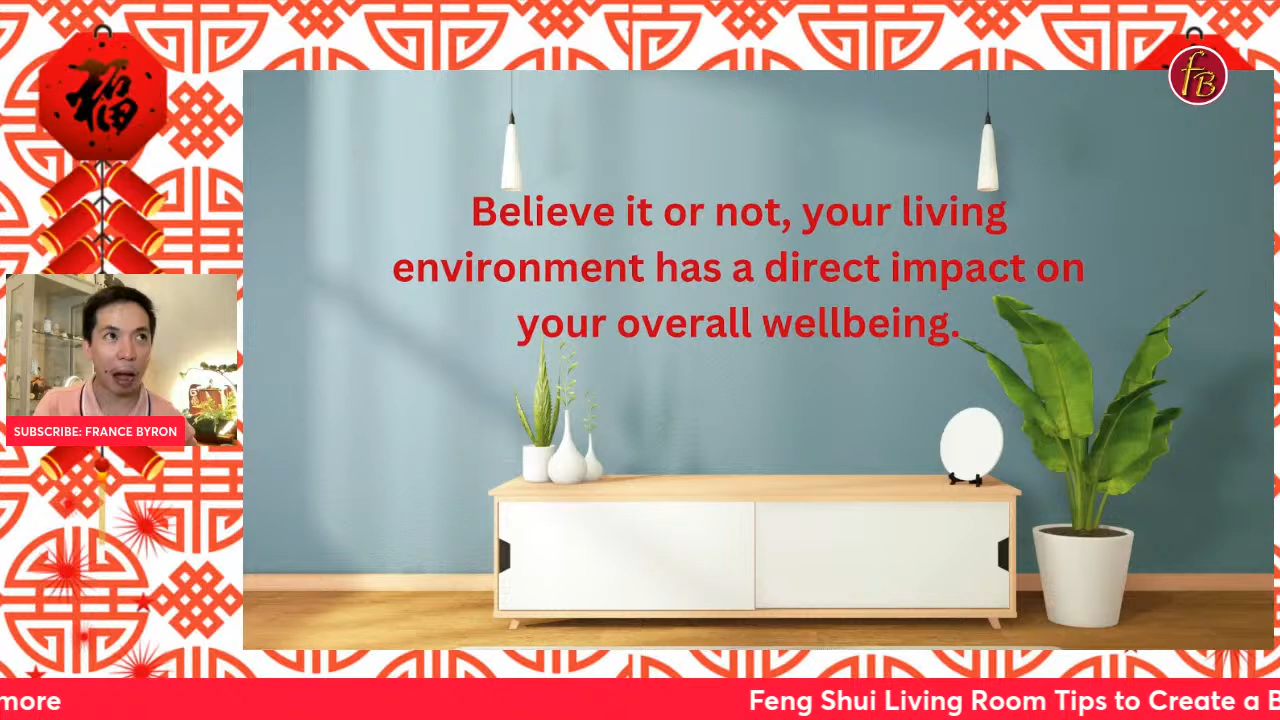 福
fB
Believe it or not, your living
environment has a direct impact on
your overall wellbeing.
SUBSCRIBE: FRANCE BYRON
more
Feng Shui Living Room Tips to Create a B